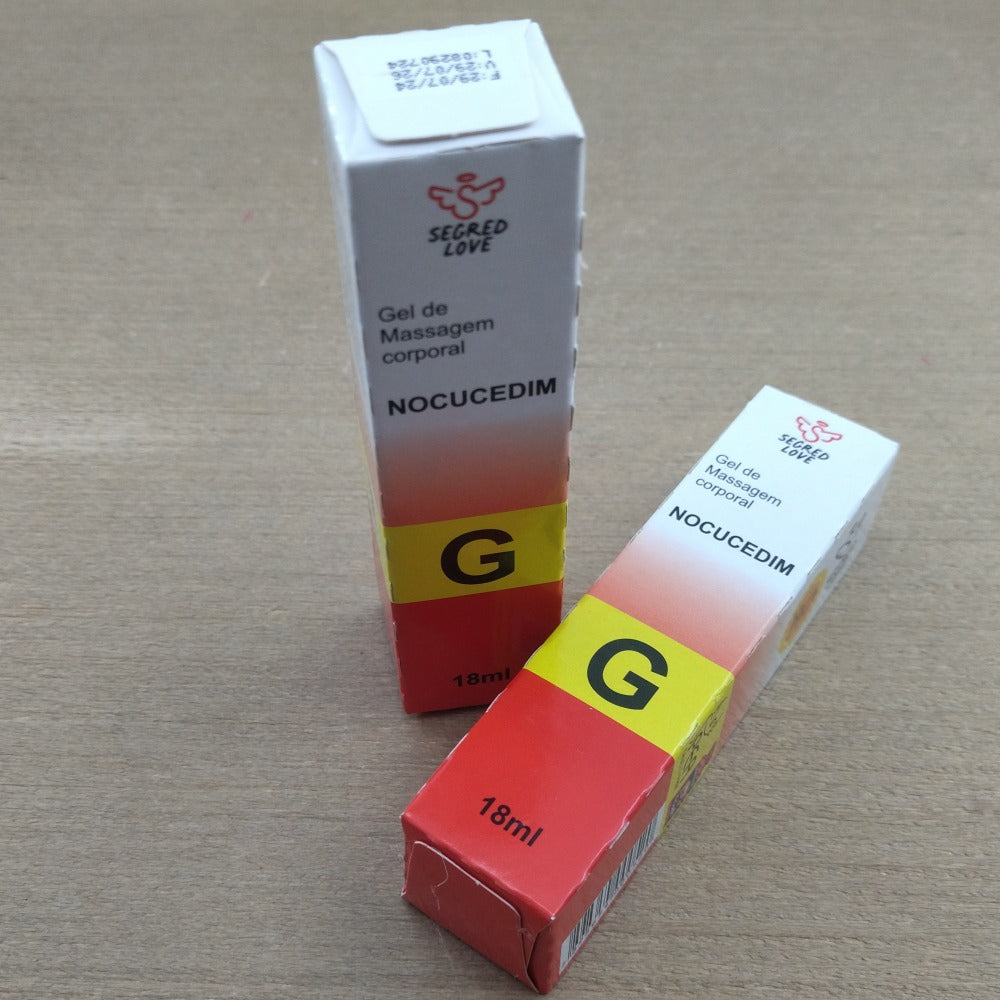 F:29/07/24
V:29/07/26
L:08290724
SEGRED
LOVE
Gel de
Massagem
corporal
NOCUCEDIM
G
18ml
SEGRED
LOVE
Gel de
Massagem
corporal
NOCUCEDIM
G
18ml